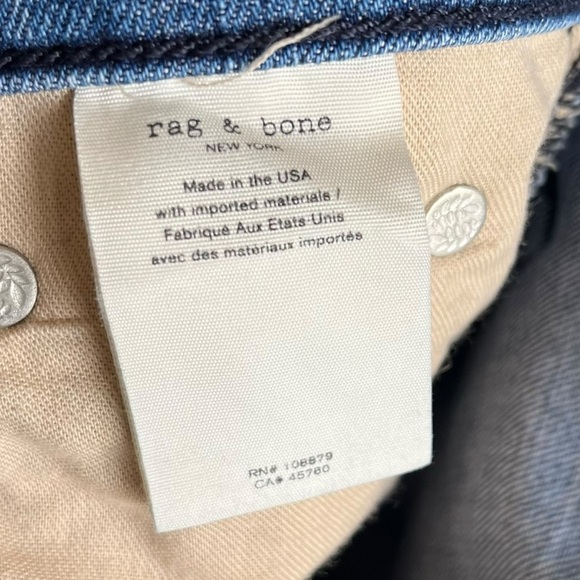 rag & bone
NEW YORK
Made in the USA
with imported materials /
Fabriqué Aux Etats-Unis
avec des matériaux importés
RN# 108879
CA# 45760